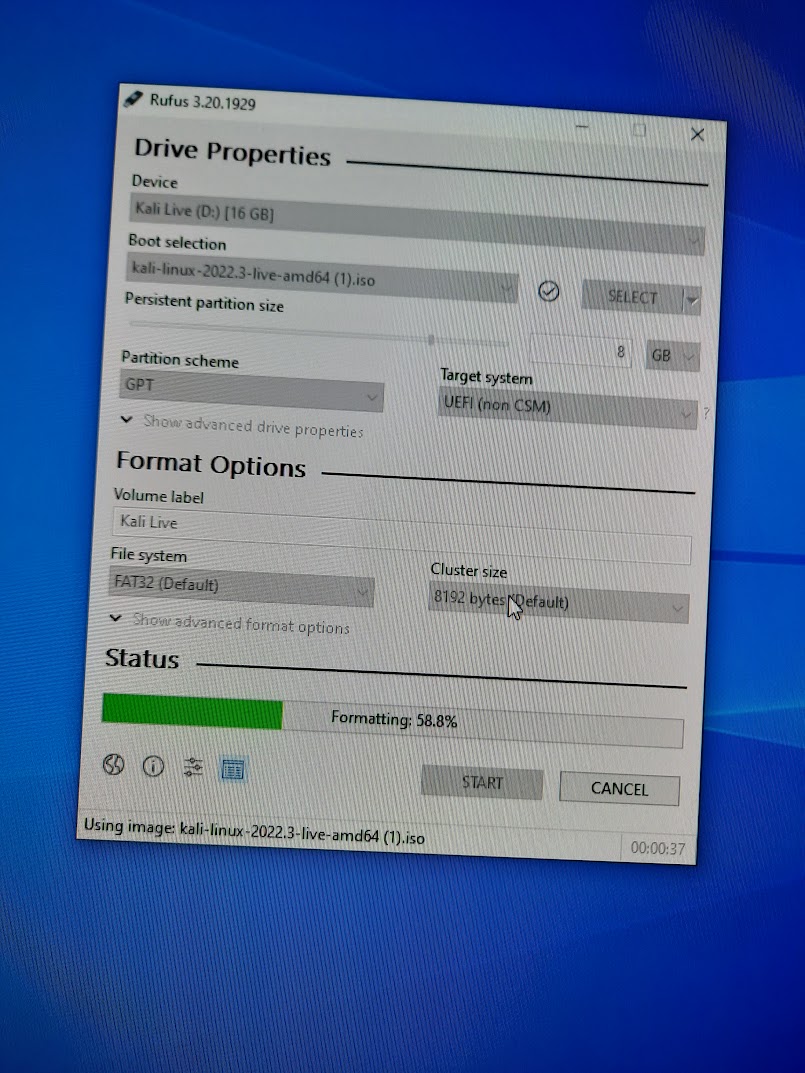 Rufus 3.20.1929
Drive Properties
Device
Kali Live (D:) [16 GB]
Boot selection
kali-linux-2022.3-live-amd64 (1).iso
SELECT
Persistent partition size
8
GB
Partition scheme
Target system
GPT
UEFI (non CSM)
?
Show advanced drive properties
Format Options
Volume label
Kali Live
File system
Cluster size
FAT32 (Default)
8192 bytes (Default)
Show advanced format options
Status
Formatting: 58.8%
START
CANCEL
Using image: kali-linux-2022.3-live-amd64 (1).iso
00:00:37